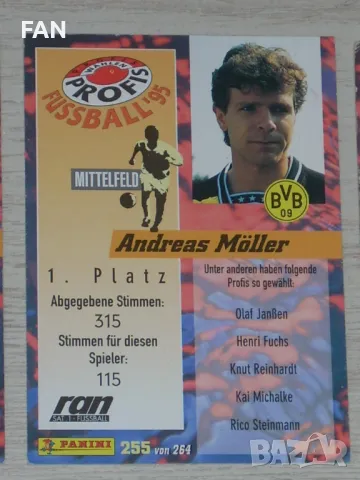 FAN
PROFIS
WÄHLEN
PROFIS
FUSSBALL '95
MITTELFELD
BVB
09
Andreas Möller
1. Platz
Abgegebene Stimmen:
315
Stimmen für diesen
Spieler:
115
ran
SAT.1-FUSSBALL
PANINI
Unter anderen haben folgende
Profis so gewählt:
Olaf Janßen
Henri Fuchs
Knut Reinhardt
Kai Michalke
Rico Steinmann
255 von 264
BAZAR